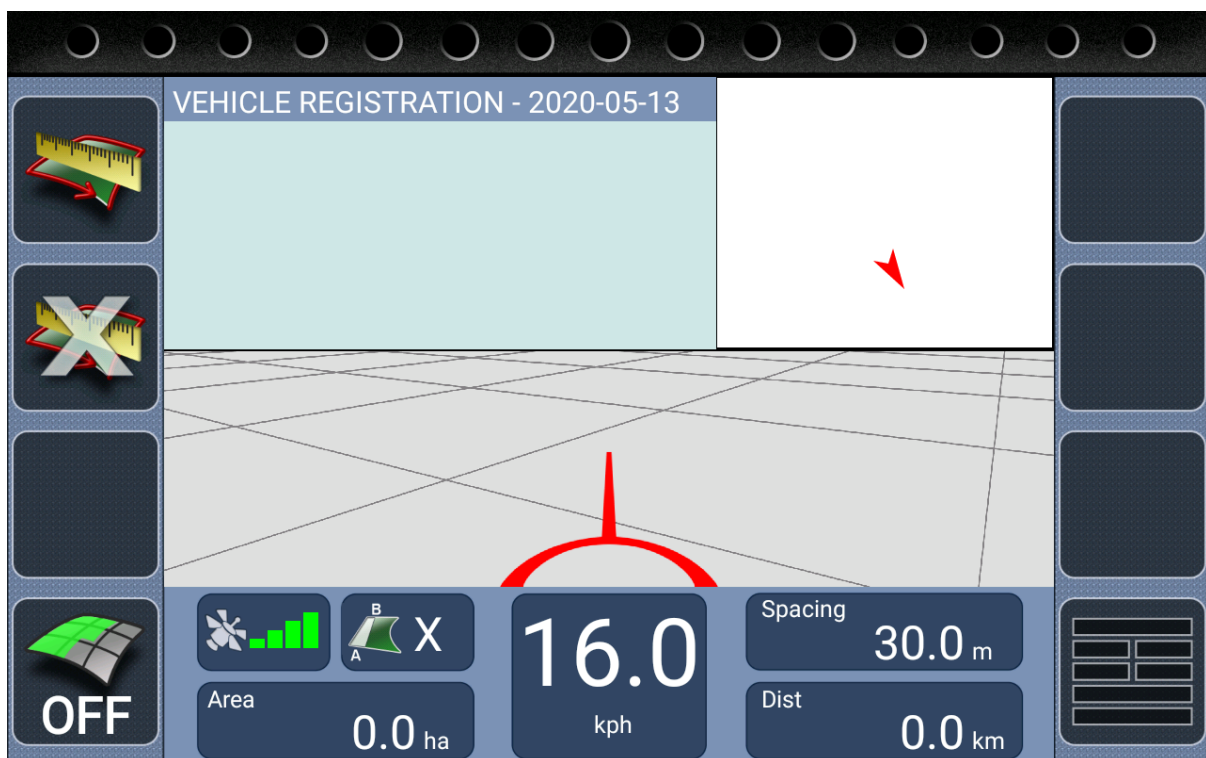 VEHICLE REGISTRATION - 2020-05-13
OFF
B
A
X
Area
0.0 ha
16.0
kph
Spacing
30.0 m
Dist
0.0 km